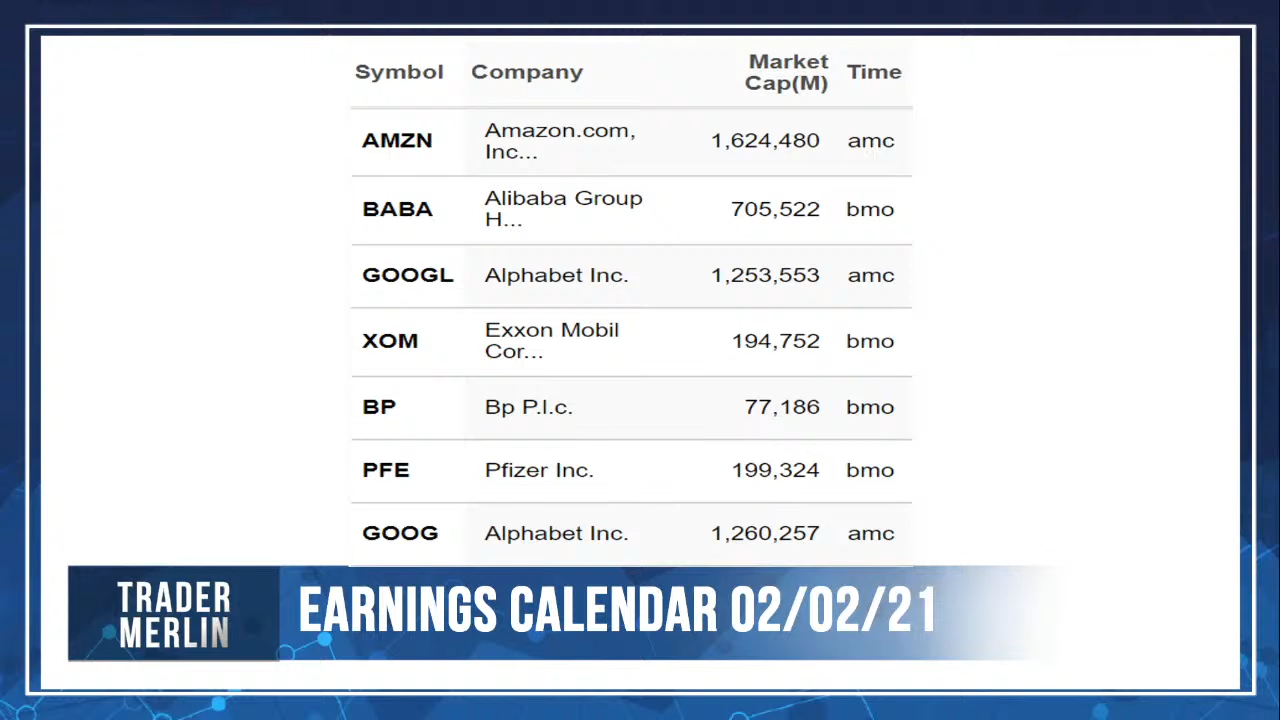 Symbol Company Market Cap(M) Time
AMZN Amazon.com, Inc... 1,624,480 amc
BABA Alibaba Group H... 705,522 bmo
GOOGL Alphabet Inc. 1,253,553 amc
XOM Exxon Mobil Cor... 194,752 bmo
BP Bp P.l.c. 77,186 bmo
PFE Pfizer Inc. 199,324 bmo
GOOG Alphabet Inc. 1,260,257 amc
TRADER
MERLIN
EARNINGS CALENDAR 02/02/21